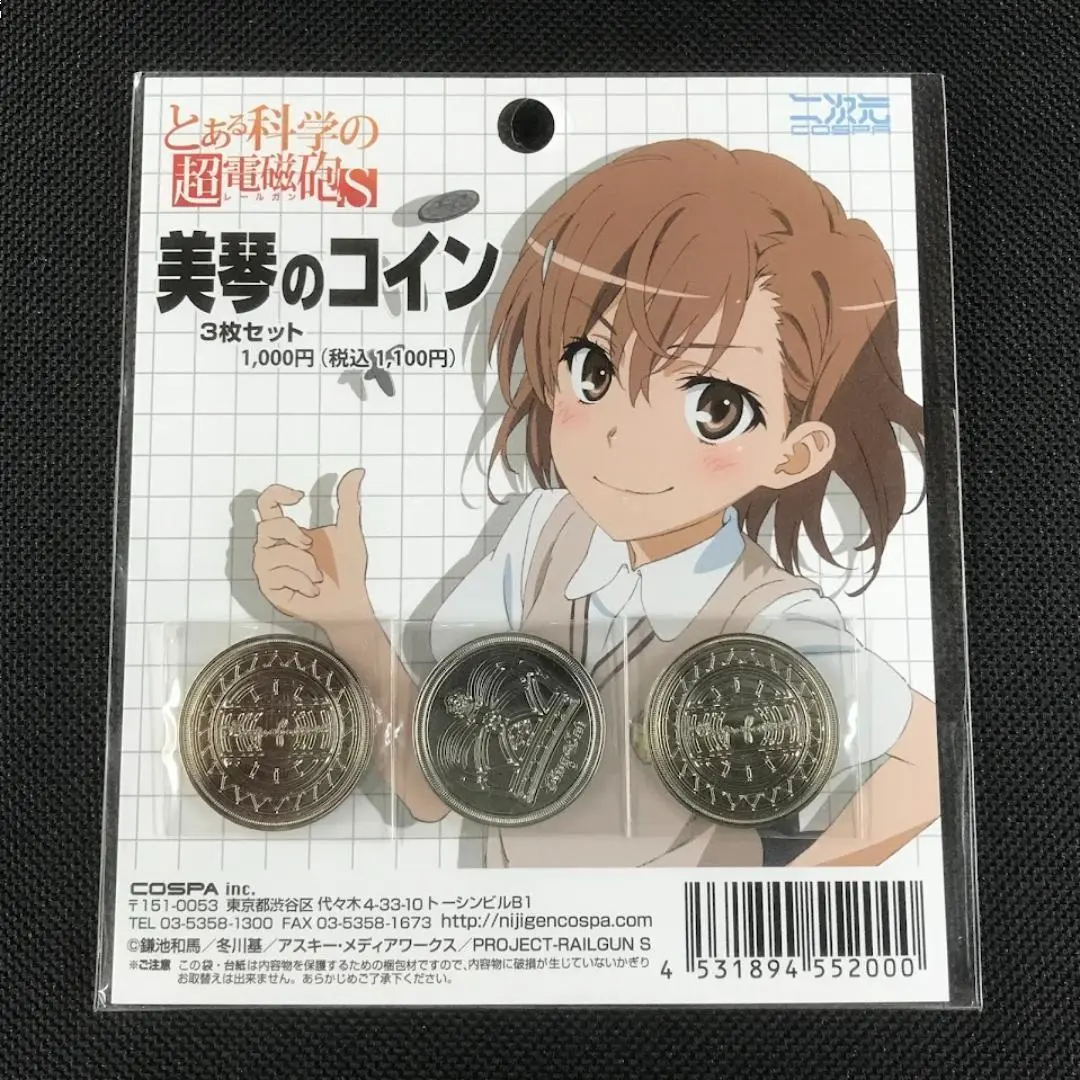 とある科学の
超電磁砲S
レールガン
二次元
COSPA
美琴のコイン
3枚セット
1,000円(税込1,100円)
COSPA inc.
〒151-0053 東京都渋谷区 代々木4-33-10 トーシンビルB1
TEL 03-5358-1300 FAX 03-5358-1673 http://nijigencospa.com
©鎌池和馬/冬川基/アスキー・メディアワークス/PROJECT-RAILGUN S
※ご注意 この袋・台紙は内容物を保護するための梱包材ですので、内容物に破損が生じていないかぎり
お取替えは出来ません。あらかじめご了承下さい。
4 531894 552000